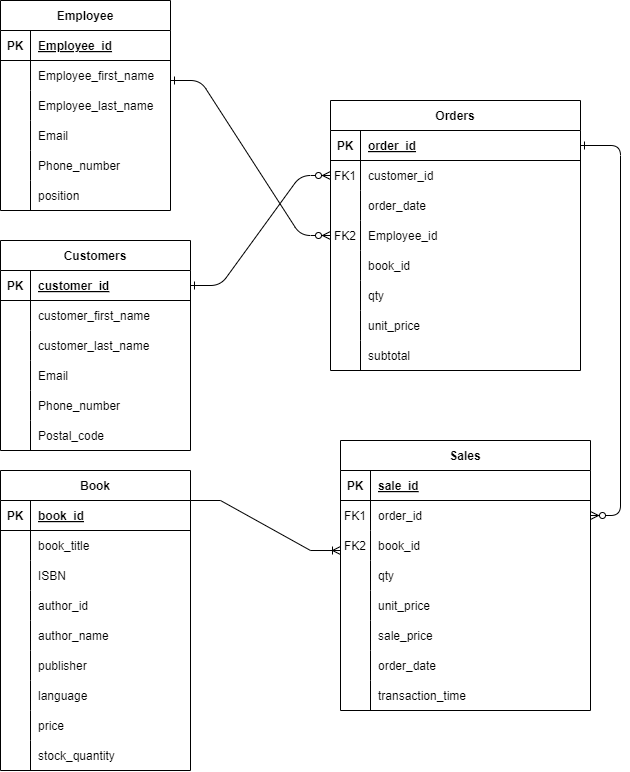 Employee
PK Employee_id
Employee_first_name
Employee_last_name
Email
Phone_number
position
Customers
PK customer_id
customer_first_name
customer_last_name
Email
Phone_number
Postal_code
Book
PK book_id
book_title
ISBN
author_id
author_name
publisher
language
price
stock_quantity
Orders
PK order_id
FK1 customer_id
order_date
FK2 Employee_id
book_id
qty
unit_price
subtotal
Sales
PK sale_id
FK1 order_id
FK2 book_id
qty
unit_price
sale_price
order_date
transaction_time